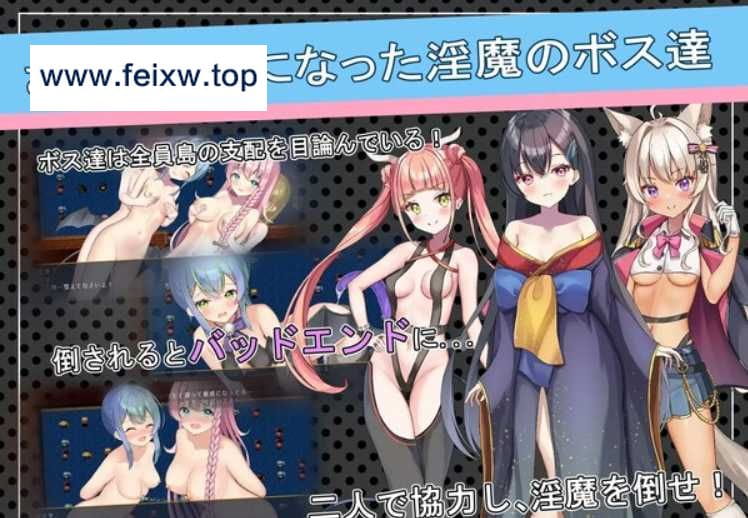 www.feixw.top
になった淫魔のボス達
ボス達は全員島の支配を目論んでいる！
倒されるとバッドエンドに...
二人で協力し、淫魔を倒せ！